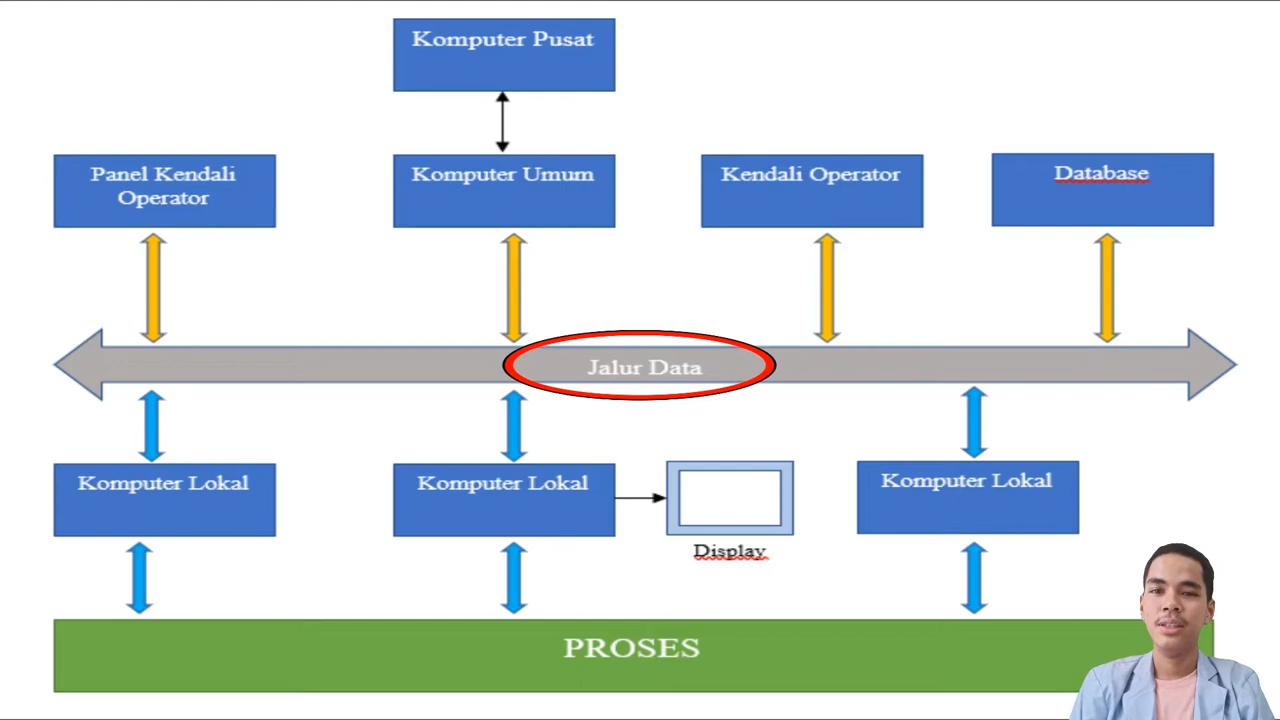 Komputer Pusat
Panel Kendali
Operator
Komputer Umum
Kendali Operator
Database
Jalur Data
Komputer Lokal
Komputer Lokal
Komputer Lokal
Display
PROSES